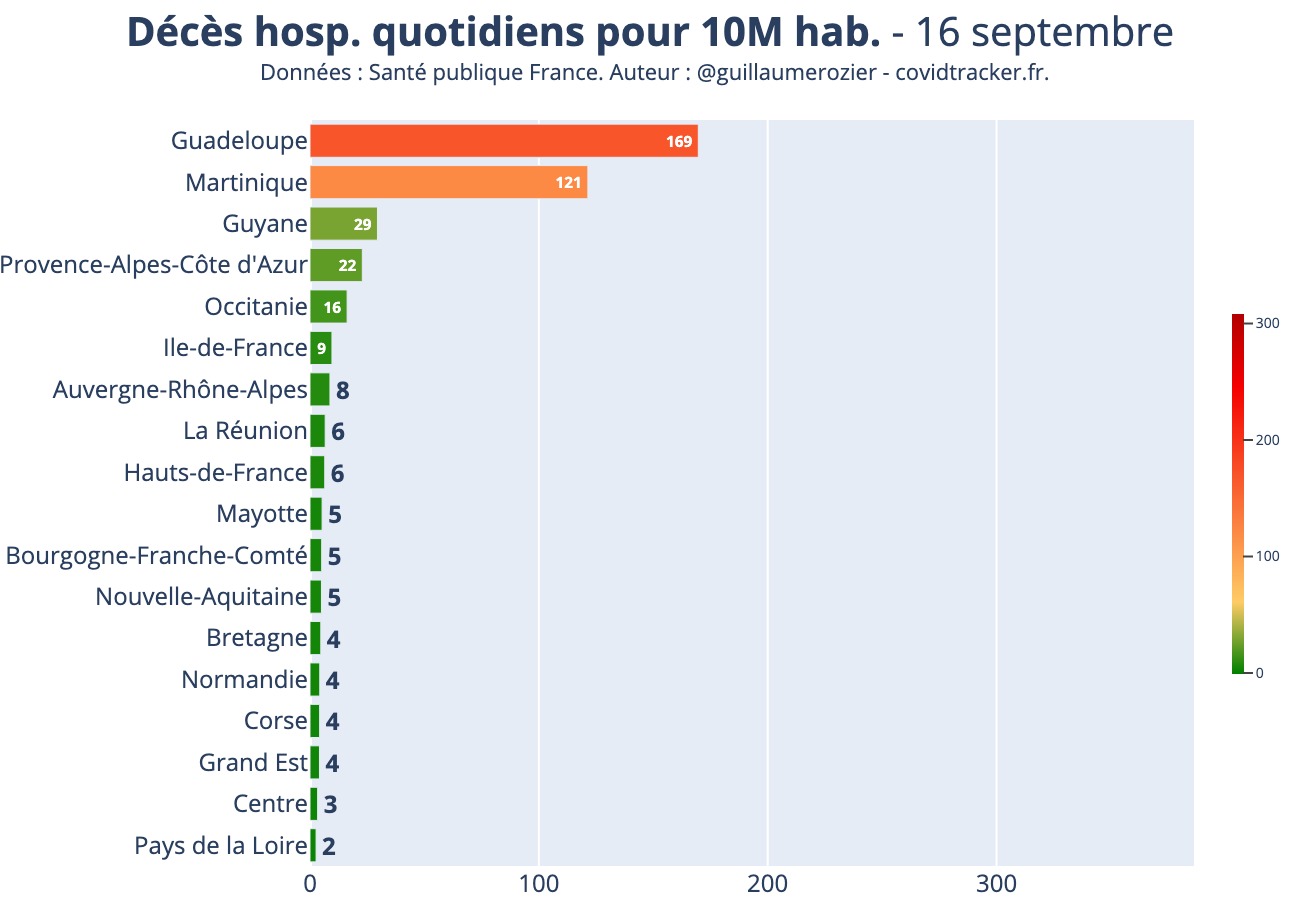 Décès hosp. quotidiens pour 10M hab. - 16 septembre
Données : Santé publique France. Auteur : @guillaumerozier - covidtracker.fr.
Guadeloupe 169
Martinique 121
Guyane 29
Provence-Alpes-Côte d'Azur 22
Occitanie 16
Ile-de-France 9
Auvergne-Rhône-Alpes 8
La Réunion 6
Hauts-de-France 6
Mayotte 5
Bourgogne-Franche-Comté 5
Nouvelle-Aquitaine 5
Bretagne 4
Normandie 4
Corse 4
Grand Est 4
Centre 3
Pays de la Loire 2
0 100 200 300
300
200
100
0